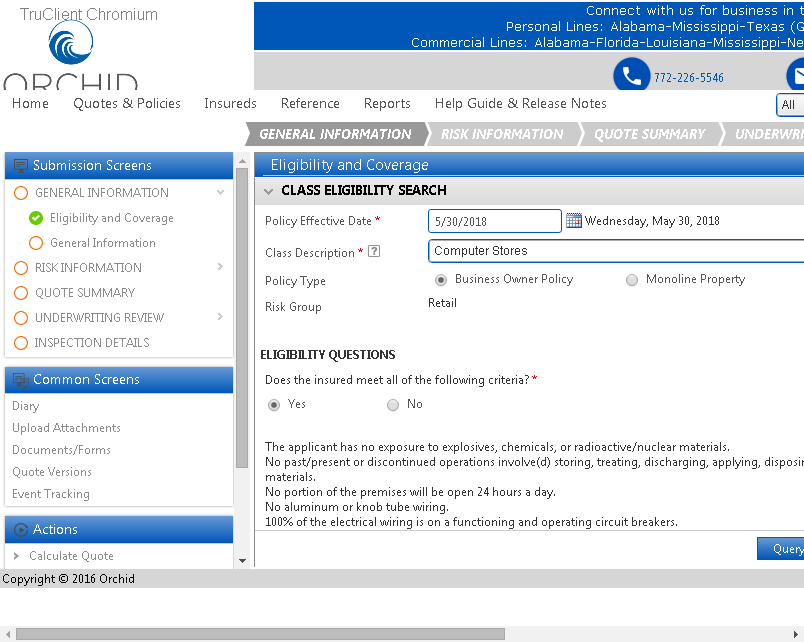 TruClient Chromium
ORCHID
Connect with us for business in
Personal Lines: Alabama-Mississippi-Texas
Commercial Lines: Alabama-Florida-Louisiana-Mississippi-Ne
772-226-5546
Home Quotes & Policies Insureds Reference Reports Help Guide & Release Notes
All
GENERAL INFORMATION RISK INFORMATION QUOTE SUMMARY UNDERWRI
Submission Screens
GENERAL INFORMATION
Eligibility and Coverage
General Information
RISK INFORMATION
QUOTE SUMMARY
UNDERWRITING REVIEW
INSPECTION DETAILS
Common Screens
Diary
Upload Attachments
Documents/Forms
Quote Versions
Event Tracking
Actions
Calculate Quote
Eligibility and Coverage
CLASS ELIGIBILITY SEARCH
Policy Effective Date * 5/30/2018 Wednesday, May 30, 2018
Class Description * ? Computer Stores
Policy Type Business Owner Policy Monoline Property
Risk Group Retail
ELIGIBILITY QUESTIONS
Does the insured meet all of the following criteria? *
Yes No
The applicant has no exposure to explosives, chemicals, or radioactive/nuclear materials.
No past/present or discontinued operations involve(d) storing, treating, discharging, applying, disposin
materials.
No portion of the premises will be open 24 hours a day.
No aluminum or knob tube wiring.
100% of the electrical wiring is on a functioning and operating circuit breakers.
Query
Copyright © 2016 Orchid